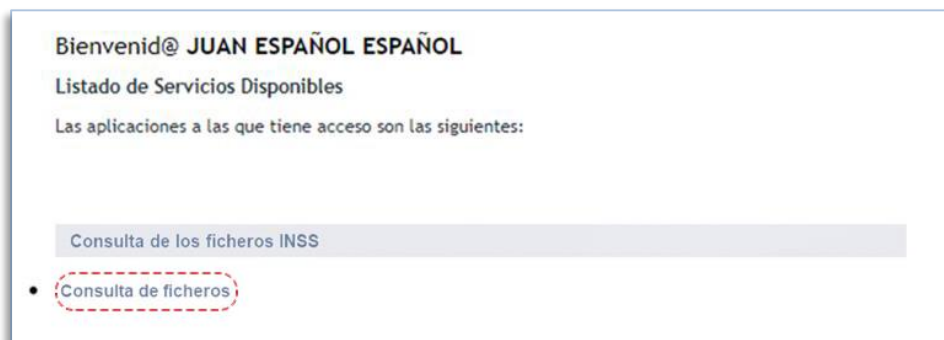 Bienvenid@ JUAN ESPAÑOL ESPAÑOL
Listado de Servicios Disponibles
Las aplicaciones a las que tiene acceso son las siguientes:
Consulta de los ficheros INSS
Consulta de ficheros